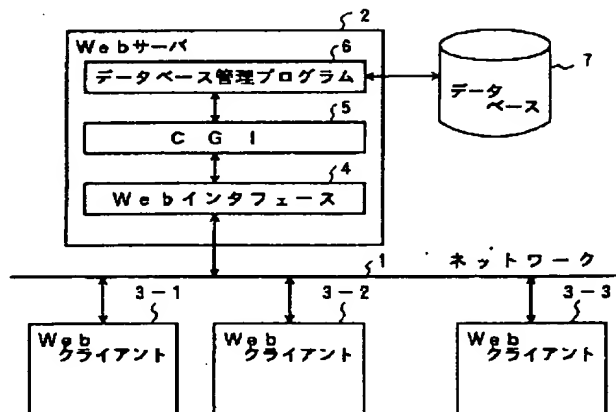 2
Webサーバ
6
データベース管理プログラム
7
データ
ベース
5
CGI
4
Webインタフェース
1
ネットワーク
3-1
3-2
3-3
Web
クライアント
Web
クライアント
Web
クライアント